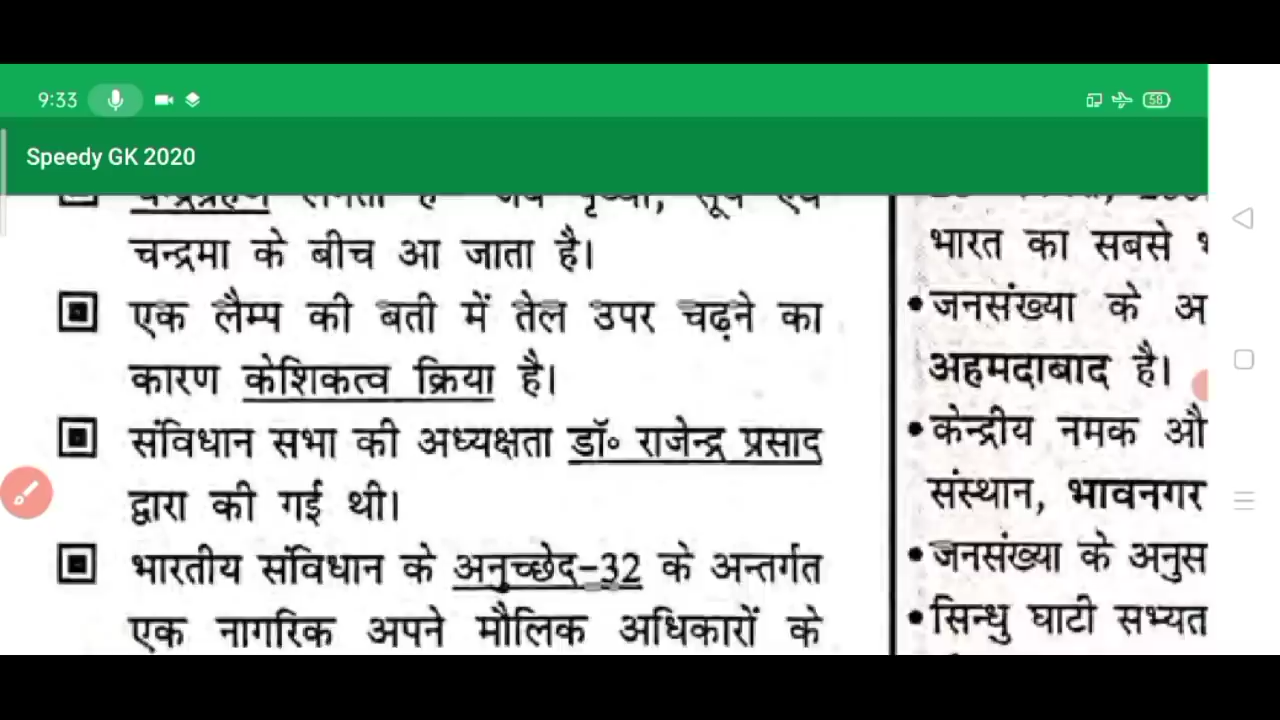 9:33
58
Speedy GK 2020
चन्द्रमा के बीच आ जाता है।
एक लैम्प की बती में तेल उपर चढ़ने का
कारण केशिकत्व क्रिया है।
संविधान सभा की अध्यक्षता डॉ॰ राजेन्द्र प्रसाद
द्वारा की गई थी।
भारतीय संविधान के अनुच्छेद-32 के अन्तर्गत
एक नागरिक अपने मौलिक अधिकारों के
भारत का सबसे
• जनसंख्या के अ
अहमदाबाद है।
• केन्द्रीय नमक औ
संस्थान, भावनगर
• जनसंख्या के अनुस
• सिन्धु घाटी सभ्यत